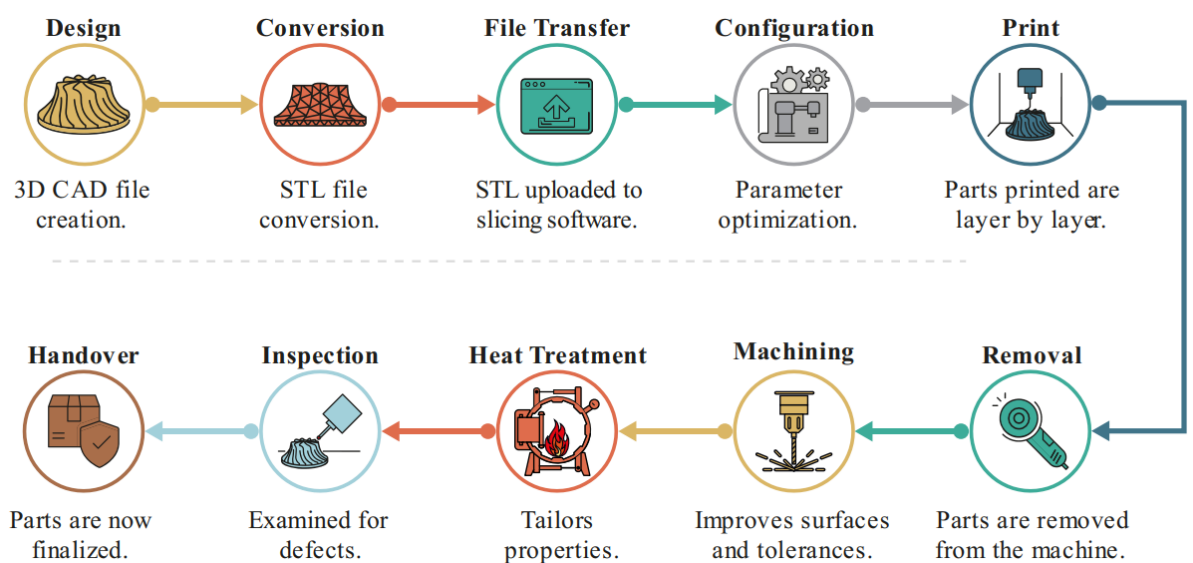 Design
Conversion
File Transfer
Configuration
Print
3D CAD file
creation.
STL file
conversion.
STL uploaded to
slicing software.
Parameter
optimization.
Parts printed are
layer by layer.
Handover
Inspection
Heat Treatment
Machining
Removal
Parts are now
finalized.
Examined for
defects.
Tailors
properties.
Improves surfaces
and tolerances.
Parts are removed
from the machine.